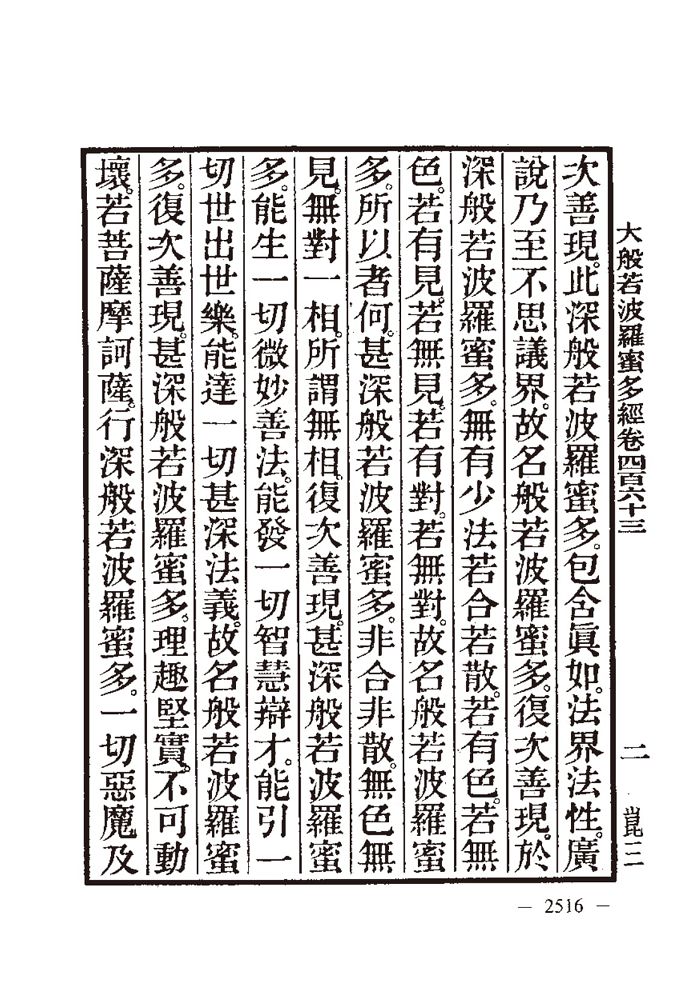 大般若波羅蜜多經卷四百六十三 二 崑三
次善現。此深般若波羅蜜多。包含眞如。法界法性。廣
說乃至不思議界。故名般若波羅蜜多。復次善現。於
深般若波羅蜜多。無有少法若合若散。若有色。若無
色。若有見。若無見。若有對。若無對。故名般若波羅蜜
多。所以者何。甚深般若波羅蜜多。非合非散。無色無
見。無對一相。所謂無相。復次善現。甚深般若波羅蜜
多。能生一切微妙善法。能發一切智慧辯才。能引一
切世出世樂。能達一切甚深法義。故名般若波羅蜜
多。復次善現。甚深般若波羅蜜多。理趣堅實。不可動
壞。若菩薩摩訶薩。行深般若波羅蜜多。一切惡魔及
— 2516 —